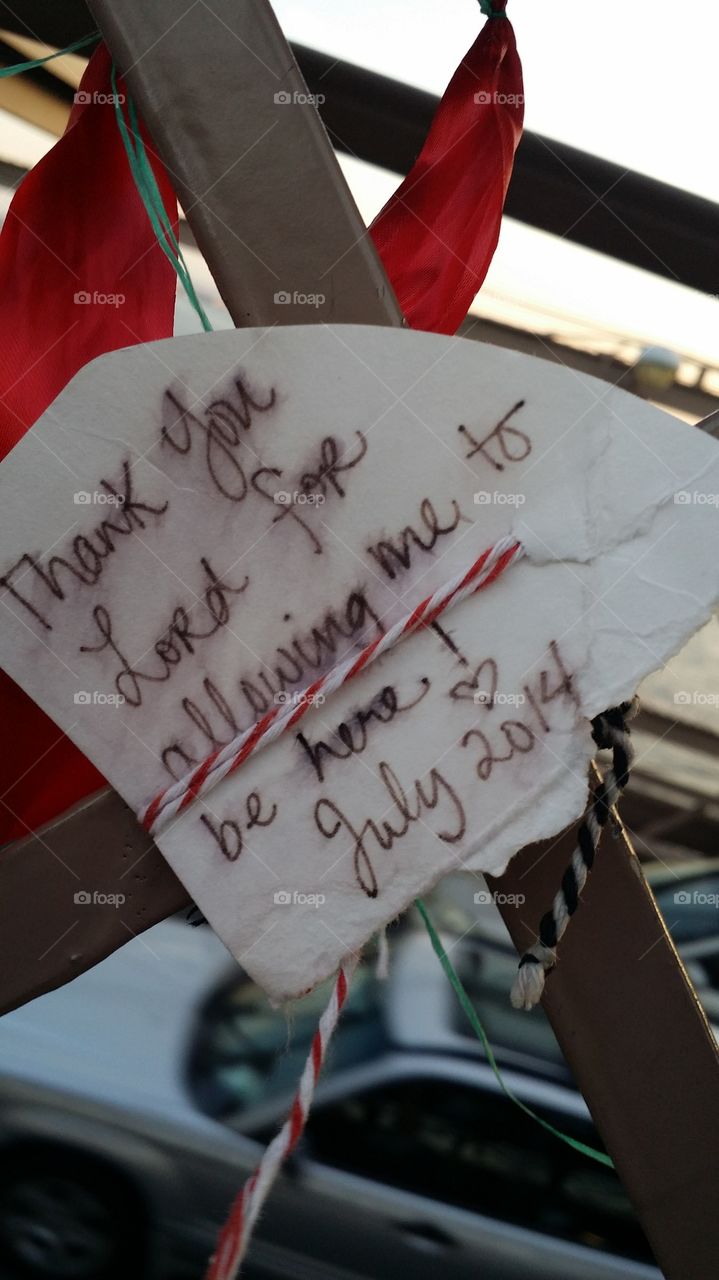 Thank You
Lord for
allowing me to
be here! ♡
July 2014